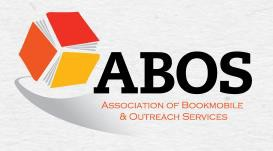 ABOS
ASSOCIATION OF BOOKMOBILE
& OUTREACH SERVICES